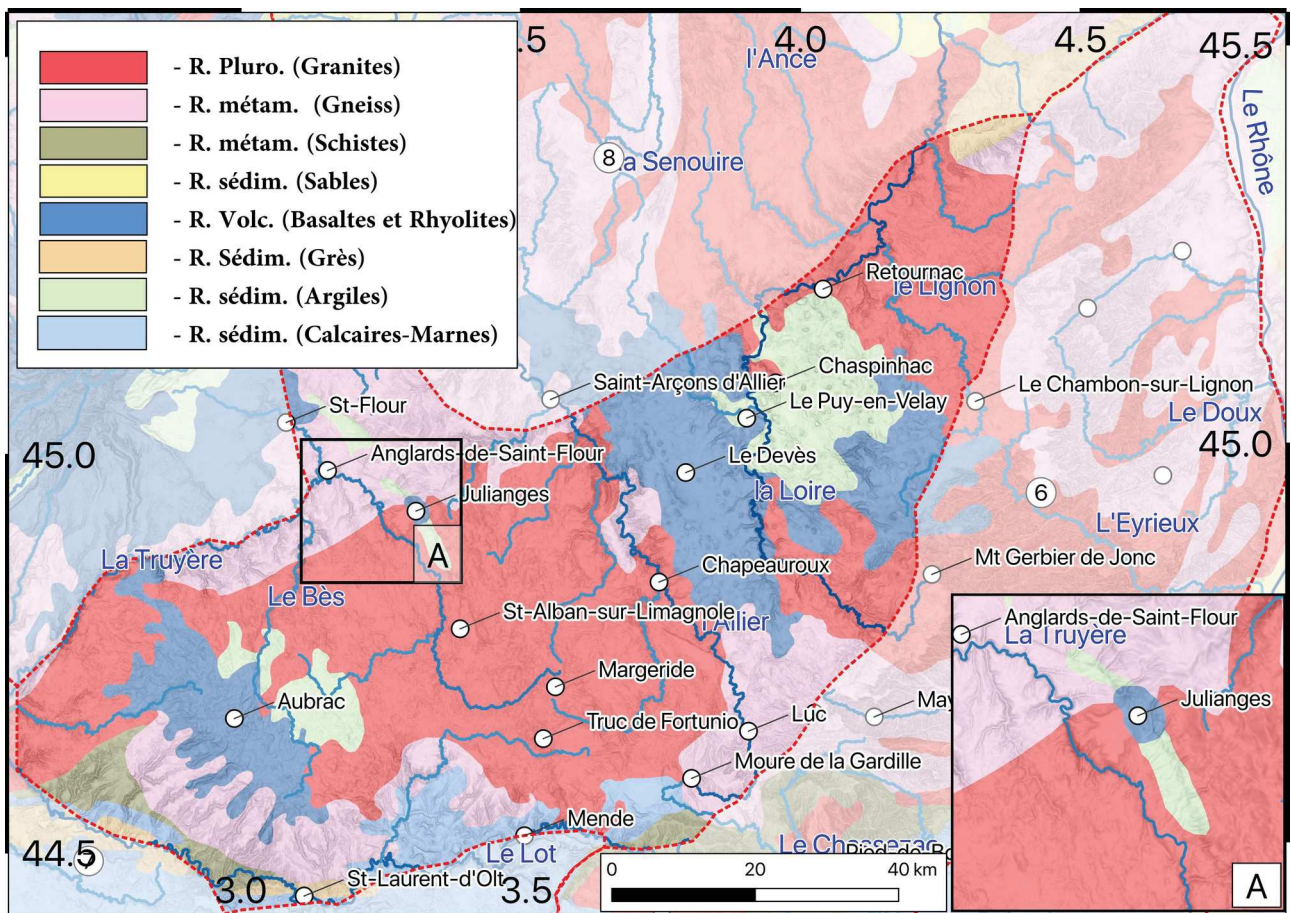 - R. Pluro. (Granites)
- R. métam. (Gneiss)
- R. métam. (Schistes)
- R. sédim. (Sables)
- R. Volc. (Basaltes et Rhyolites)
- R. Sédim. (Grès)
- R. sédim. (Argiles)
- R. sédim. (Calcaires-Marnes)
.5 4.0 4.5 45.5
l'Ance
Le Rhône
8
la Senouire
Retournac
le Lignon
Chaspinhac
Saint-Arçons d'Allier
Le Chambon-sur-Lignon
Le Puy-en-Velay
St-Flour
Le Doux
45.0
Anglards-de-Saint-Flour
45.0
Le Devès
la Loire
6
Julianges
L'Eyrieux
A
La Truyère
Mt Gerbier de Jonc
Chapeauroux
Le Bès
St-Alban-sur-Limagnole
l'Allier
Anglards-de-Saint-Flour
La Truyère
Margeride
Julianges
Aubrac
Truc de Fortunio
Luc
May
Moure de la Gardille
Mende
44.5
7
Le Lot
Le Chassezac
3.0
St-Laurent-d'Olt
3.5
0 20 40 km
A